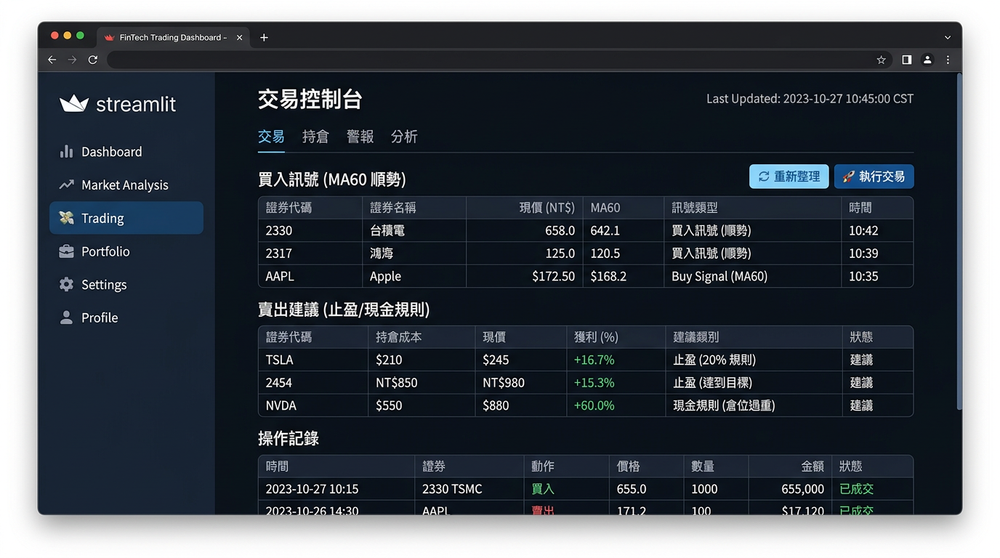 FinTech Trading Dashboard -
streamlit
Dashboard
Market Analysis
Trading
Portfolio
Settings
Profile
交易控制台
Last Updated: 2023-10-27 10:45:00 CST
交易 持倉 警報 分析
買入訊號 (MA60 順勢)
重新整理 執行交易
證券代碼 證券名稱 現價 (NT$) MA60 訊號類型 時間
2330 台積電 658.0 642.1 買入訊號 (順勢) 10:42
2317 鴻海 125.0 120.5 買入訊號 (順勢) 10:39
AAPL Apple $172.50 $168.2 Buy Signal (MA60) 10:35
賣出建議 (止盈/現金規則)
證券代碼 持倉成本 現價 獲利 (%) 建議類別 狀態
TSLA $210 $245 +16.7% 止盈 (20% 規則) 建議
2454 NT$850 NT$980 +15.3% 止盈 (達到目標) 建議
NVDA $550 $880 +60.0% 現金規則 (倉位過重) 建議
操作記錄
時間 證券 動作 價格 數量 金額 狀態
2023-10-27 10:15 2330 TSMC 買入 655.0 1000 655,000 已成交
2023-10-26 14:30 AAPL 賣出 171.2 100 $17,120 已成交